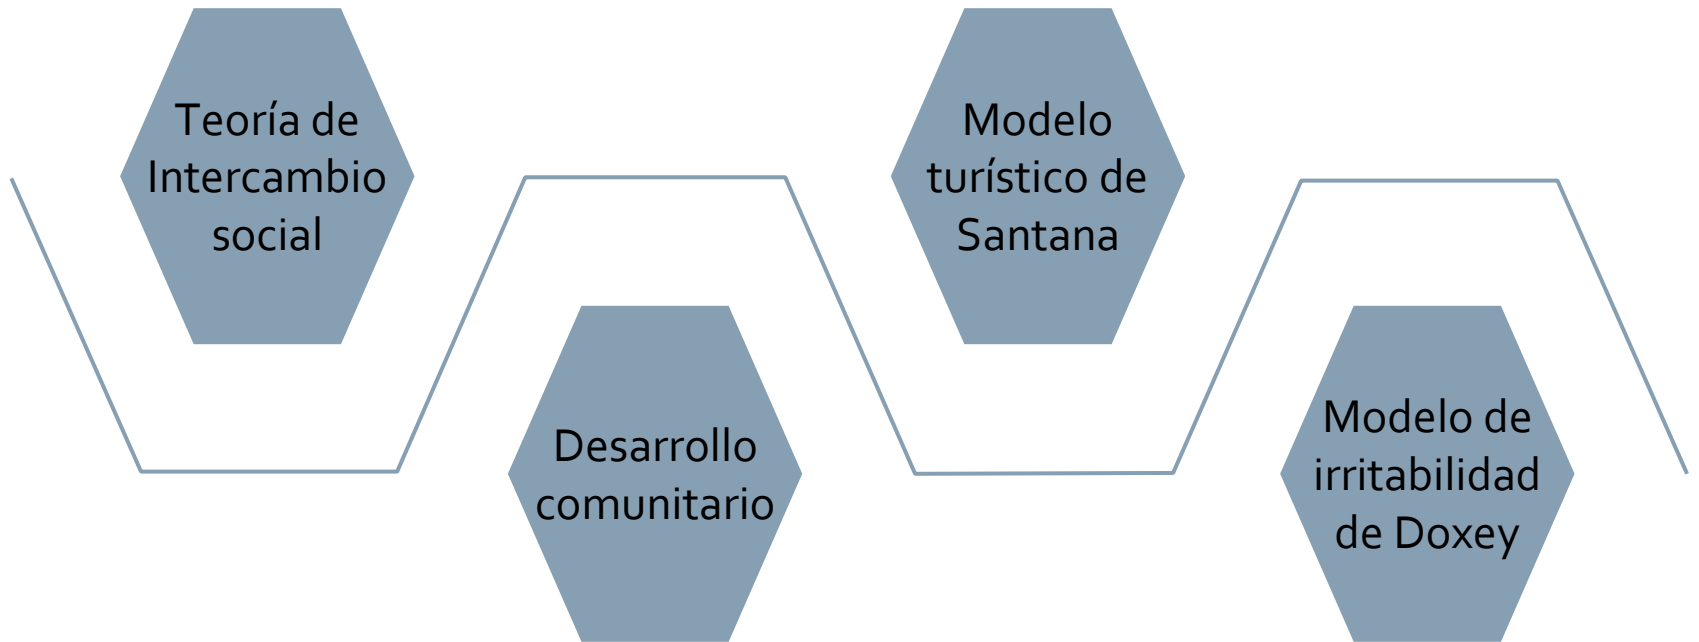 Teoría de
Intercambio
social
Desarrollo
comunitario
Modelo
turístico de
Santana
Modelo de
irritabilidad
de Doxey